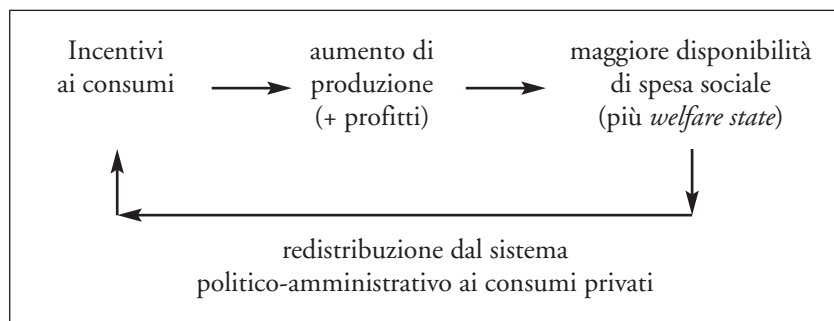 Incentivi
ai consumi
aumento di
produzione
(+ profitti)
maggiore disponibilità
di spesa sociale
(più welfare state)
redistribuzione dal sistema
politico-amministrativo ai consumi privati